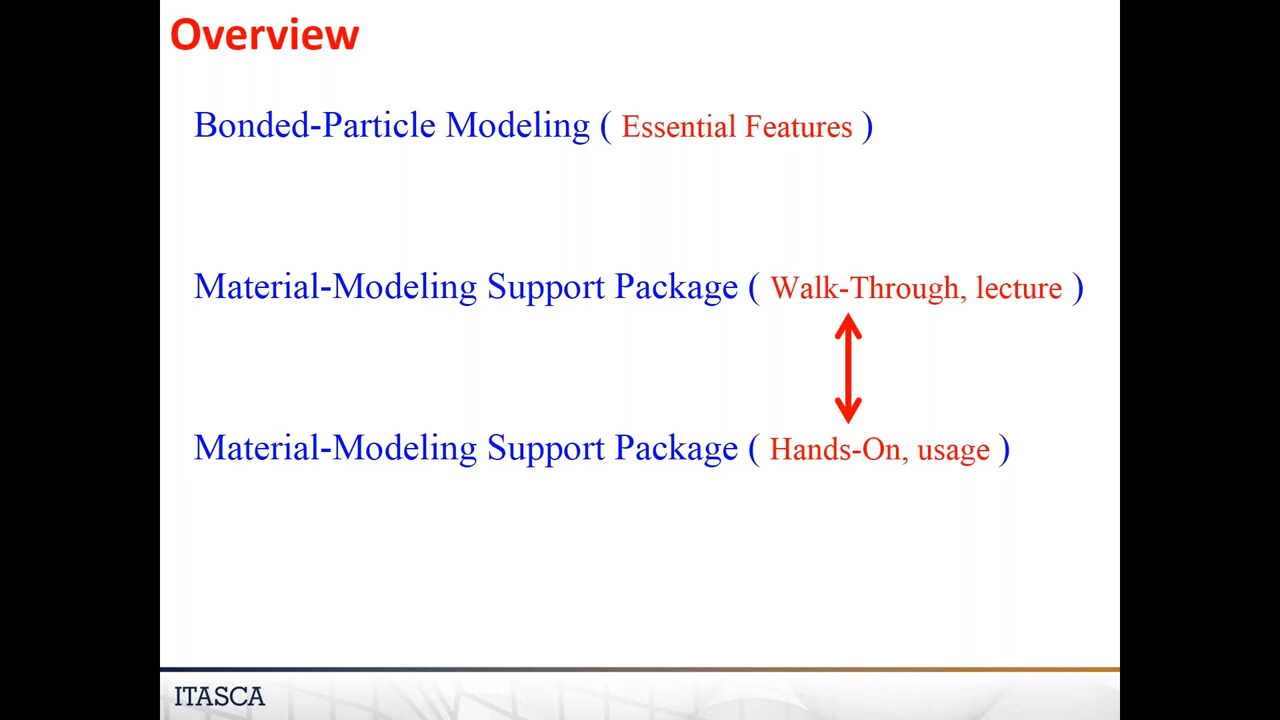 Overview
Bonded-Particle Modeling ( Essential Features )
Material-Modeling Support Package ( Walk-Through, lecture )
Material-Modeling Support Package ( Hands-On, usage )
ITASCA